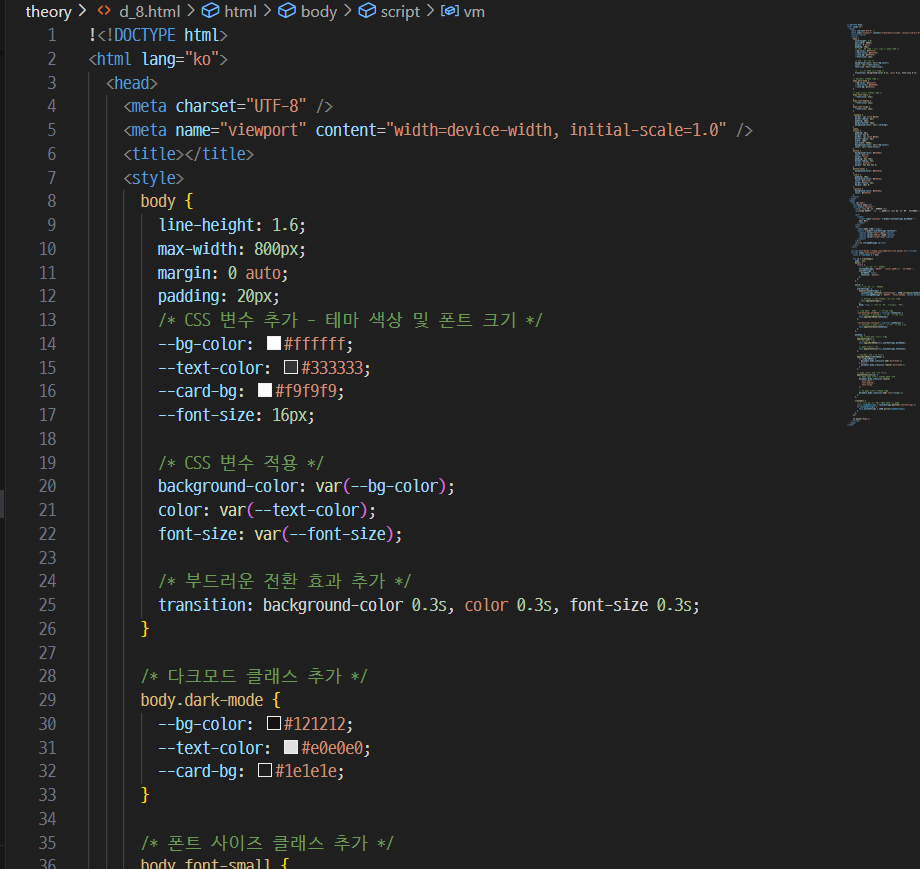 theory > d_8.html > html > body > script > vm
1 !<!DOCTYPE html>
2 <html lang="ko">
3 <head>
4 <meta charset="UTF-8" />
5 <meta name="viewport" content="width=device-width, initial-scale=1.0" />
6 <title></title>
7 <style>
8 body {
9 line-height: 1.6;
10 max-width: 800px;
11 margin: 0 auto;
12 padding: 20px;
13 /* CSS 변수 추가 - 테마 색상 및 폰트 크기 */
14 --bg-color: #ffffff;
15 --text-color: #333333;
16 --card-bg: #f9f9f9;
17 --font-size: 16px;
18
19 /* CSS 변수 적용 */
20 background-color: var(--bg-color);
21 color: var(--text-color);
22 font-size: var(--font-size);
23
24 /* 부드러운 전환 효과 추가 */
25 transition: background-color 0.3s, color 0.3s, font-size 0.3s;
26 }
27
28 /* 다크모드 클래스 추가 */
29 body.dark-mode {
30 --bg-color: #121212;
31 --text-color: #e0e0e0;
32 --card-bg: #1e1e1e;
33 }
34
35 /* 폰트 사이즈 클래스 추가 */
36 body.font-small {